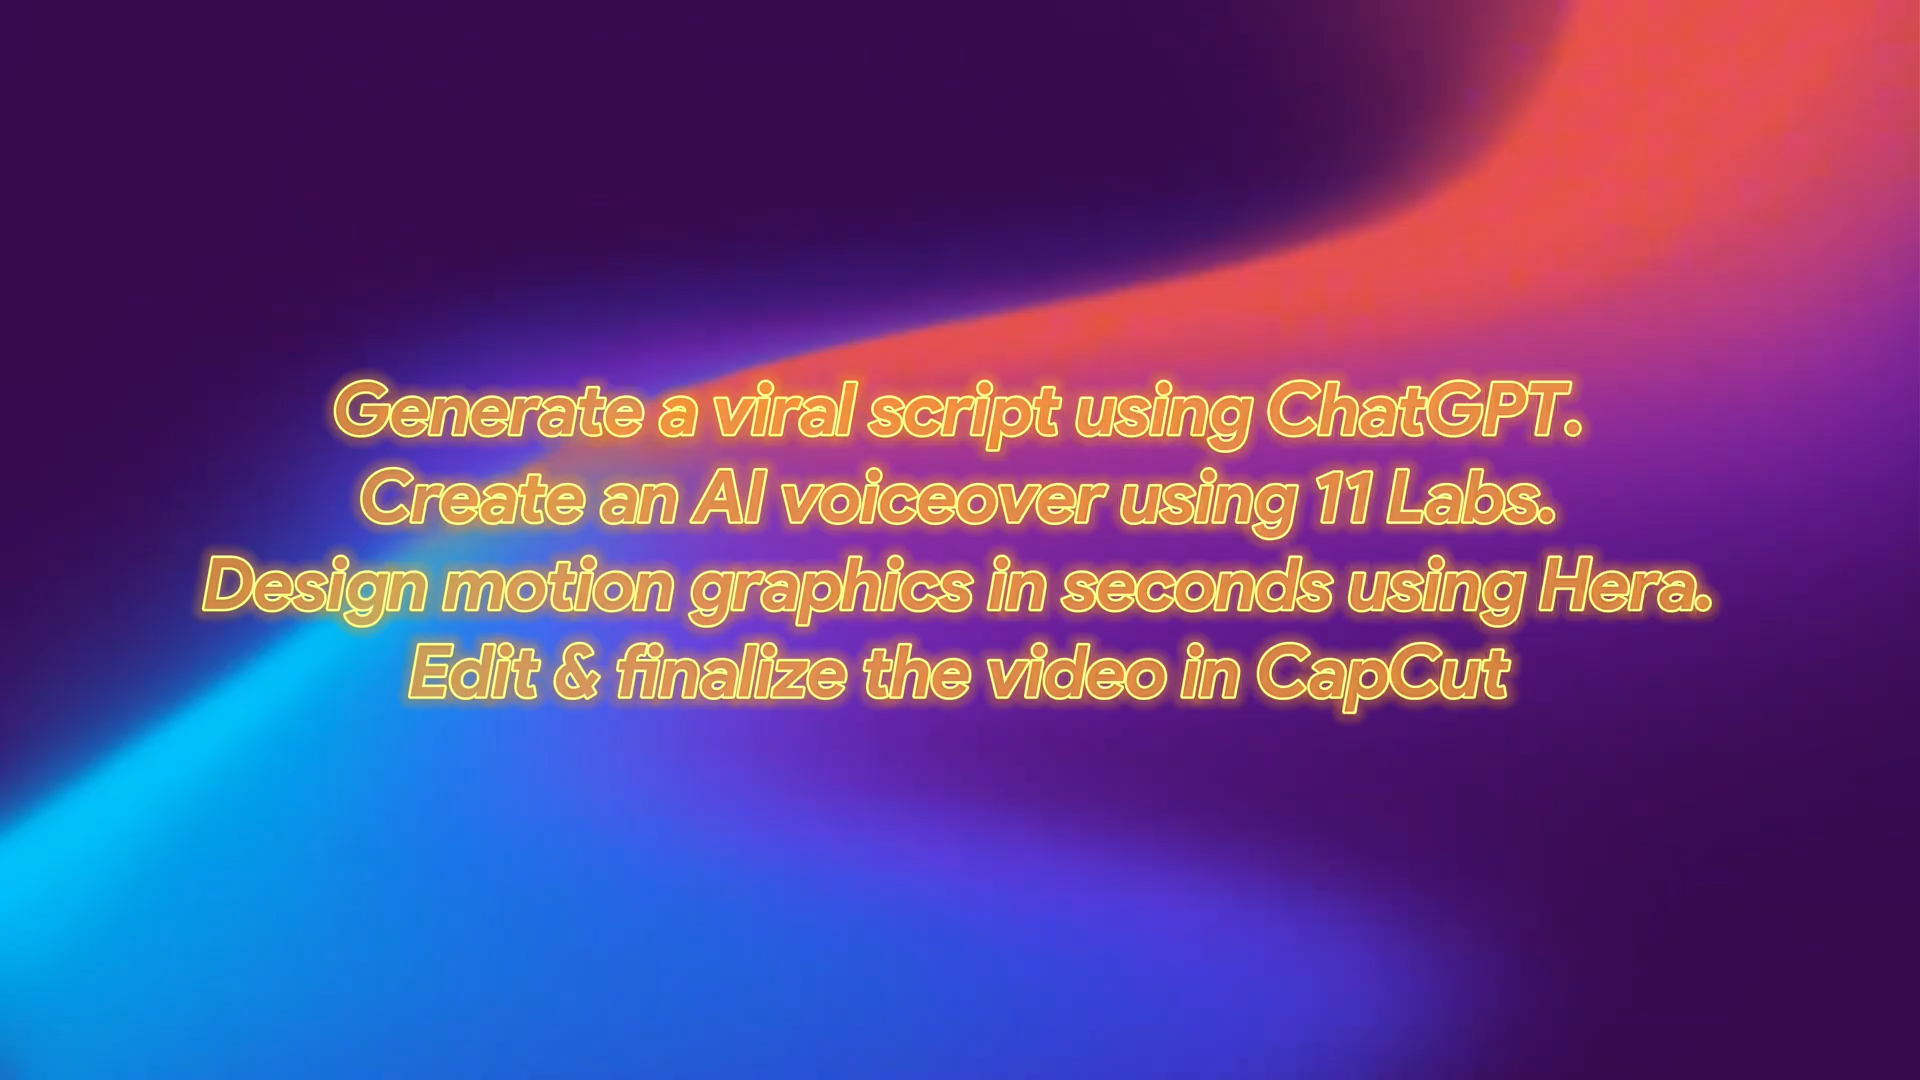 Generate a viral script using ChatGPT.
Create an AI voiceover using 11 Labs.
Design motion graphics in seconds using Hera.
Edit & finalize the video in CapCut